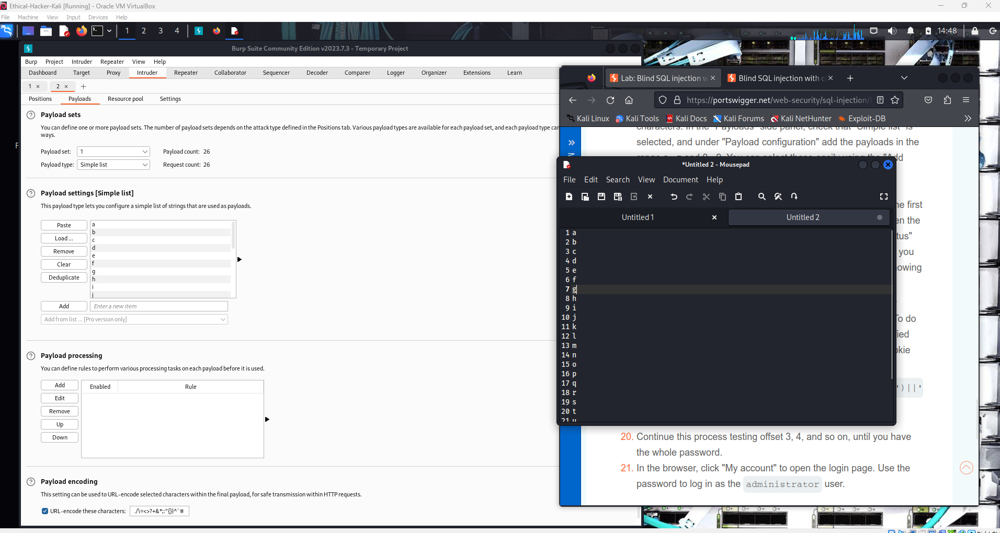 Ethical-Hacker-Kali [Running] - Oracle VM VirtualBox
File Machine View Input Devices Help
1 2 3 4 14:48
Burp Suite Community Edition v2023.7.3 - Temporary Project
Burp Project Intruder Repeater View Help
Dashboard Target Proxy Intruder Repeater Collaborator Sequencer Decoder Comparer Logger Organizer Extensions Learn
1 × 2 × +
Positions Payloads Resource pool Settings
Payload sets
You can define one or more payload sets. The number of payload sets depends on the attack type defined in the Positions tab. Various payload types are available for each payload set, and each payload type can
ways.
Payload set: 1 Payload count: 26
Payload type: Simple list Request count: 26
Payload settings [Simple list]
This payload type lets you configure a simple list of strings that are used as payloads.
Paste
Load ...
Remove
Clear
Deduplicate
a
b
c
d
e
f
g
h
i
j
Add Enter a new item
Add from list ... [Pro version only]
Payload processing
You can define rules to perform various processing tasks on each payload before it is used.
Add
Edit
Remove
Up
Down
Enabled Rule
Payload encoding
This setting can be used to URL-encode selected characters within the final payload, for safe transmission within HTTP requests.
URL-encode these characters: ./\=<>?+&*;:"{}|^`#
Lab: Blind SQL injection w × Blind SQL injection with c ×
https://portswigger.net/web-security/sql-injection/
Kali Linux Kali Tools Kali Docs Kali Forums Kali NetHunter Exploit-DB
characters. In the "Payloads" side panel, check that "Simple list" is
selected, and under "Payload configuration" add the payloads in the
range a - z and 0 - 9. You can select these easily using the "Add
*Untitled 2 - Mousepad
File Edit Search View Document Help
Untitled 1 × Untitled 2
1 a
2 b
3 c
4 d
5 e
6 f
7 g
8 h
9 i
10 j
11 k
12 l
13 m
14 n
15 o
16 p
17 q
18 r
19 s
20 t
21 u
he first
en the
tus"
you
owing
To do
ied
kie
')||'
20. Continue this process testing offset 3, 4, and so on, until you have
the whole password.
21. In the browser, click "My account" to open the login page. Use the
password to log in as the administrator user.